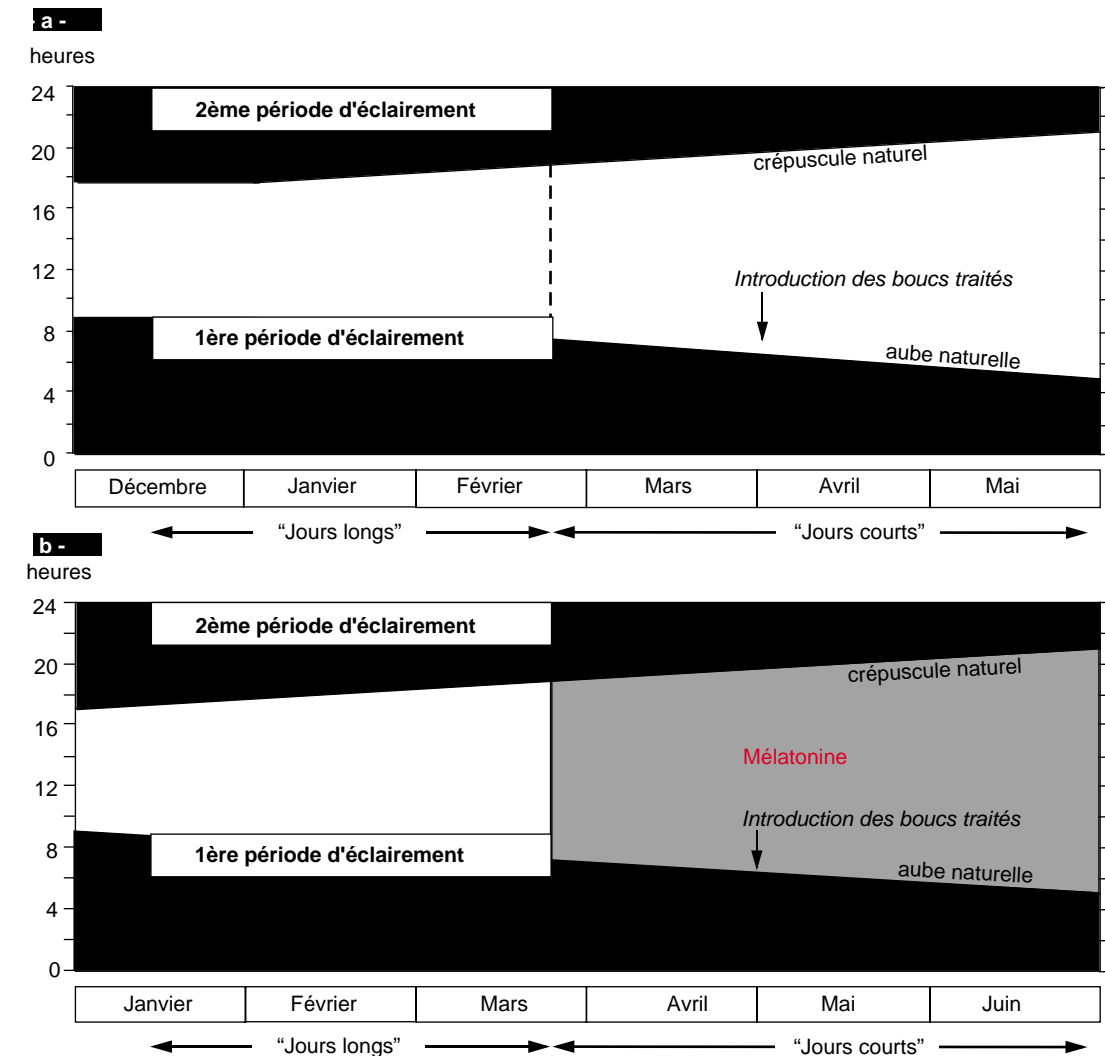 - a -
heures
24
2ème période d'éclairement
20
crépuscule naturel
16
12
Introduction des boucs traités
8
1ère période d'éclairement
aube naturelle
4
0
Décembre Janvier Février Mars Avril Mai
“Jours longs” “Jours courts”
b -
heures
24
2ème période d'éclairement
20
crépuscule naturel
16
Mélatonine
12
Introduction des boucs traités
8
1ère période d'éclairement
aube naturelle
4
0
Janvier Février Mars Avril Mai Juin
“Jours longs” “Jours courts”